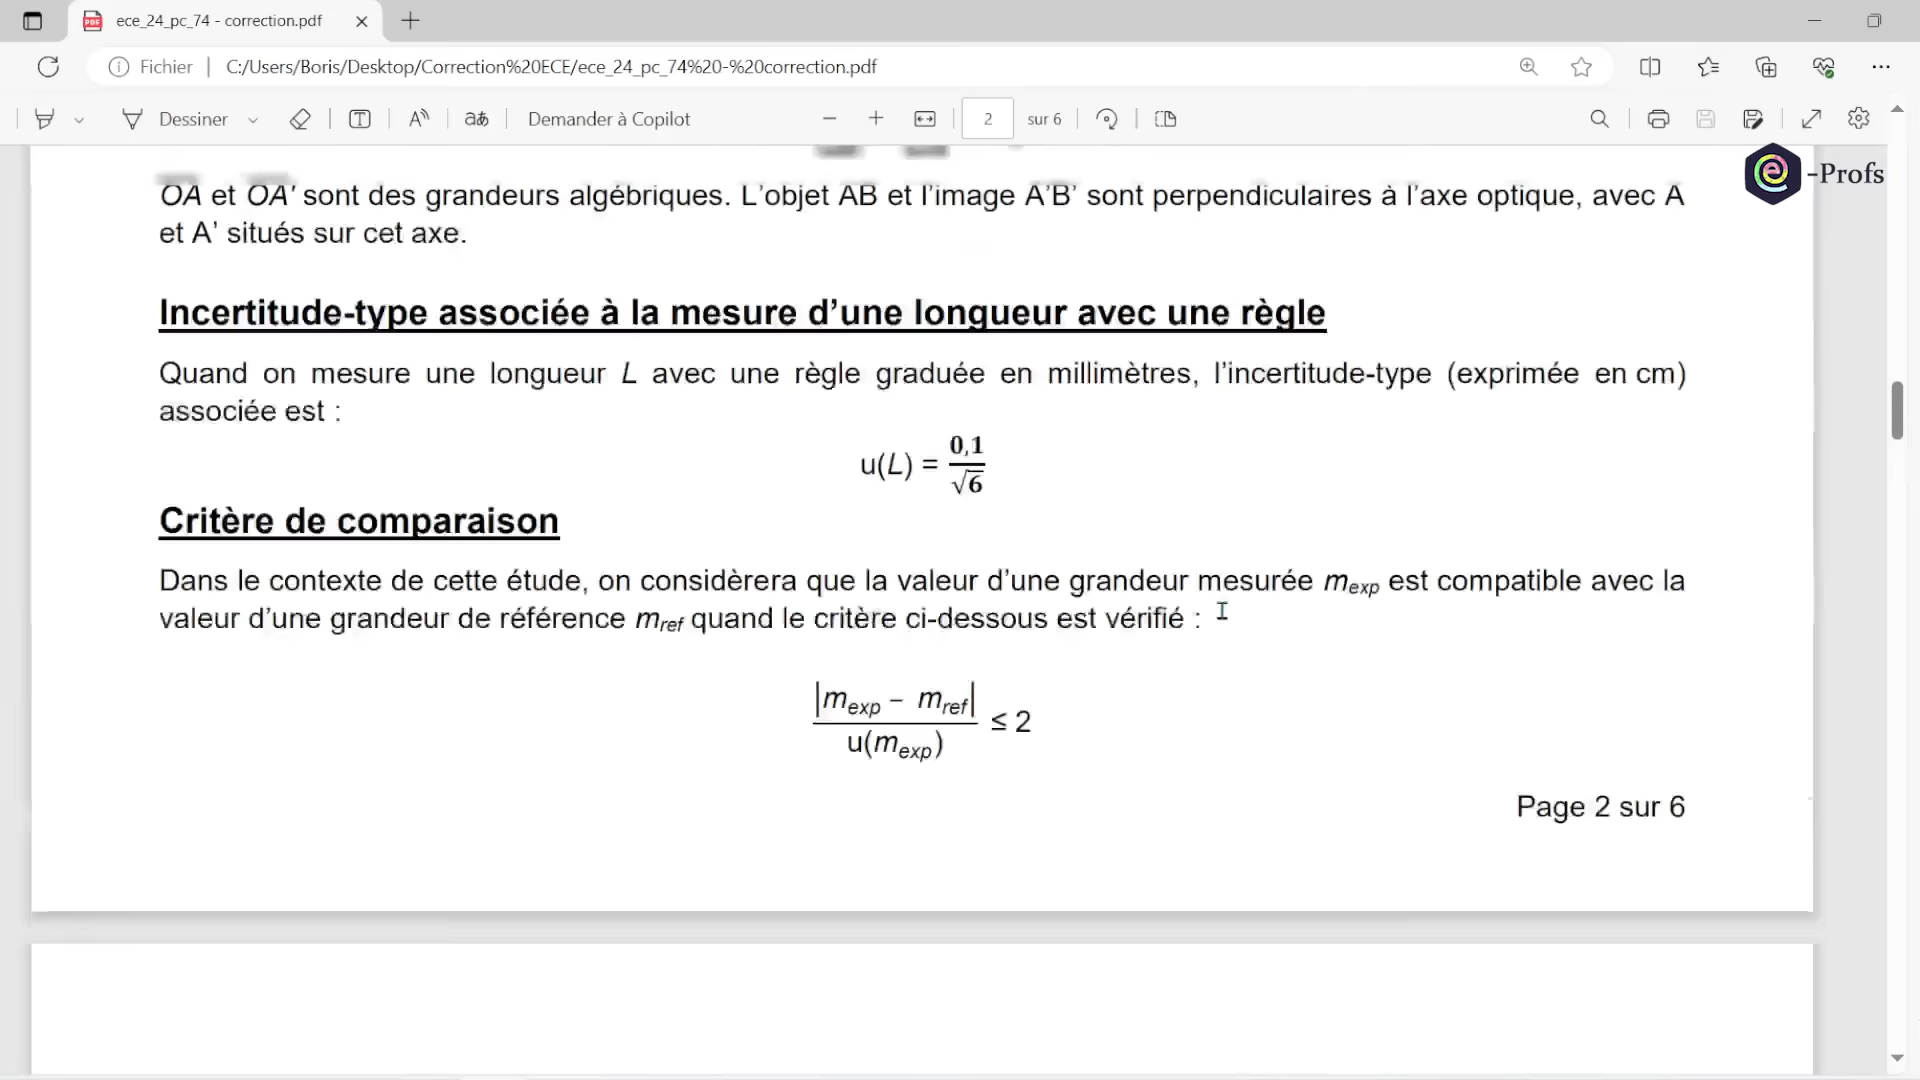 ece_24_pc_74 - correction.pdf
Fichier | C:/Users/Boris/Desktop/Correction%20ECE/ece_24_pc_74%20-%20correction.pdf
Dessiner Demander à Copilot 2 sur 6
-Profs
OA et OA' sont des grandeurs algébriques. L'objet AB et l'image A'B' sont perpendiculaires à l'axe optique, avec A
et A' situés sur cet axe.
Incertitude-type associée à la mesure d'une longueur avec une règle
Quand on mesure une longueur L avec une règle graduée en millimètres, l'incertitude-type (exprimée en cm)
associée est :
u(L) = 0,1/√6
Critère de comparaison
Dans le contexte de cette étude, on considèrera que la valeur d'une grandeur mesurée mexp est compatible avec la
valeur d'une grandeur de référence mref quand le critère ci-dessous est vérifié :
|mexp – mref|
≤ 2
u(mexp)
Page 2 sur 6